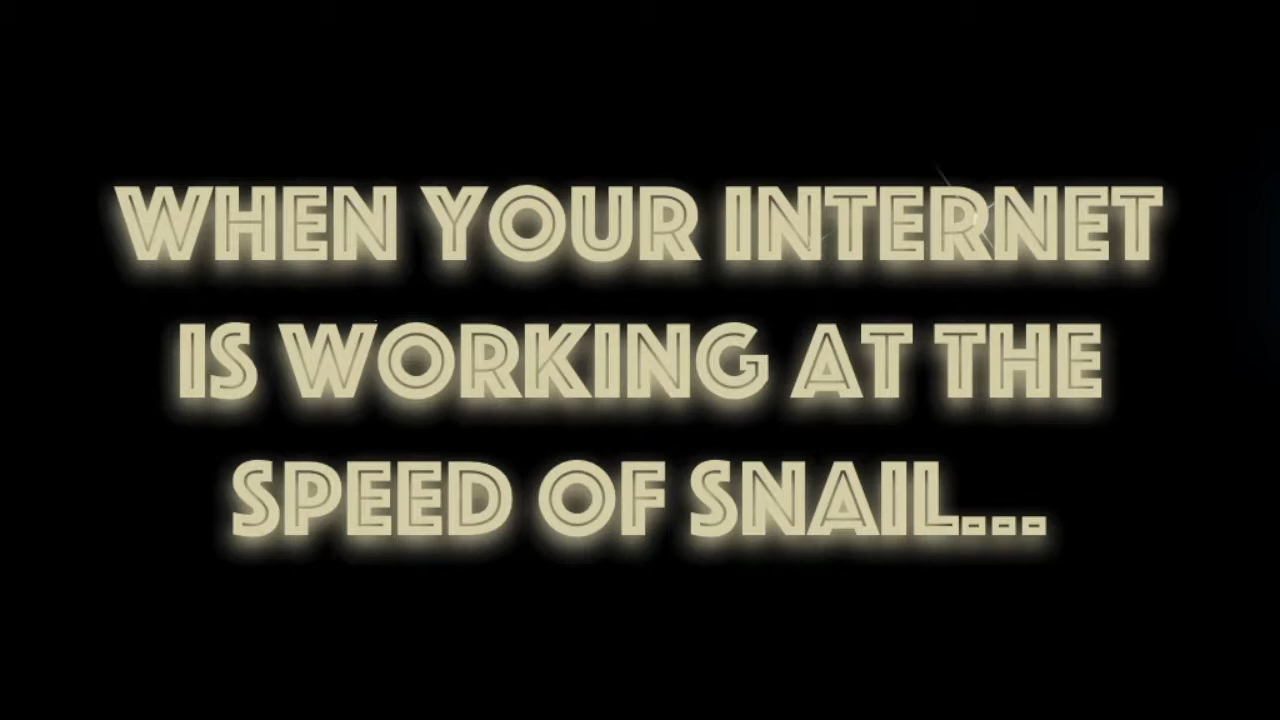 WHEN YOUR INTERNET
IS WORKING AT THE
SPEED OF SNAIL...